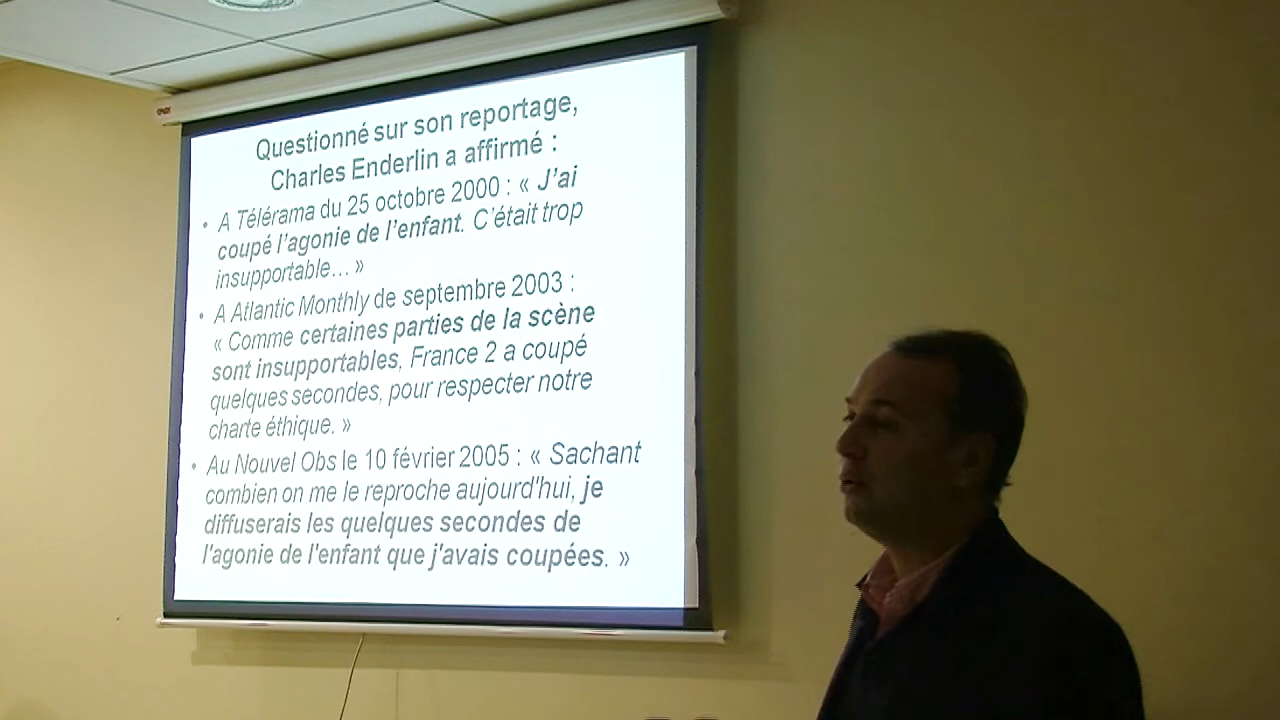 Questionné sur son reportage,
Charles Enderlin a affirmé :
• A Télérama du 25 octobre 2000 : « J'ai
coupé l'agonie de l'enfant. C'était trop
insupportable... »
• A Atlantic Monthly de septembre 2003 :
« Comme certaines parties de la scène
sont insupportables, France 2 a coupé
quelques secondes, pour respecter notre
charte éthique. »
• Au Nouvel Obs le 10 février 2005 : « Sachant
combien on me le reproche aujourd'hui, je
diffuserais les quelques secondes de
l'agonie de l'enfant que j'avais coupées. »